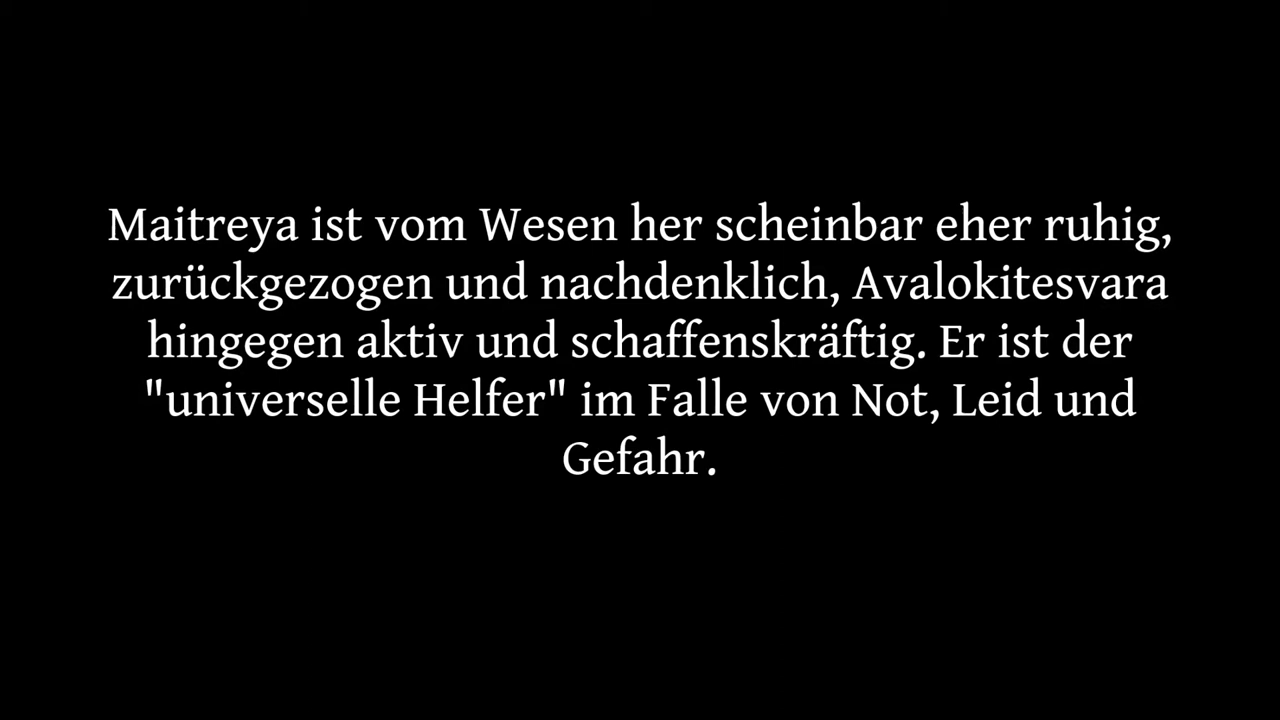 Maitreya ist vom Wesen her scheinbar eher ruhig,
zurückgezogen und nachdenklich, Avalokitesvara
hingegen aktiv und schaffenskräftig. Er ist der
"universelle Helfer" im Falle von Not, Leid und
Gefahr.